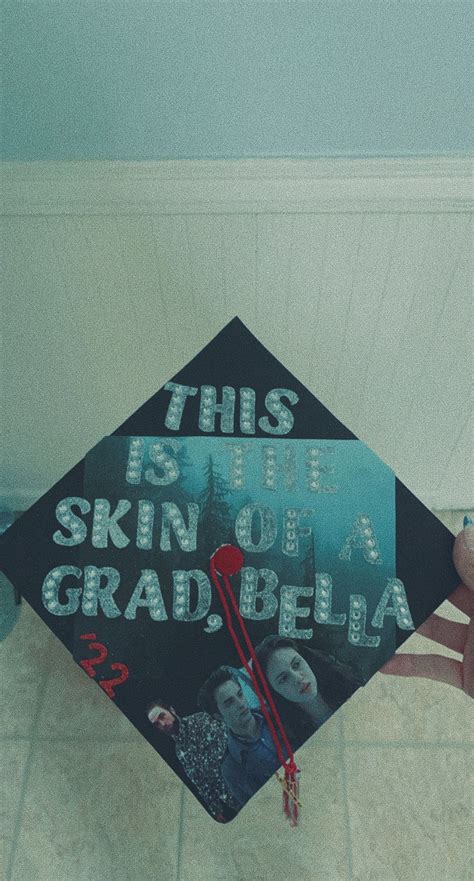 THIS
IS THE
SKIN OF A
GRAD, BELLA
'22